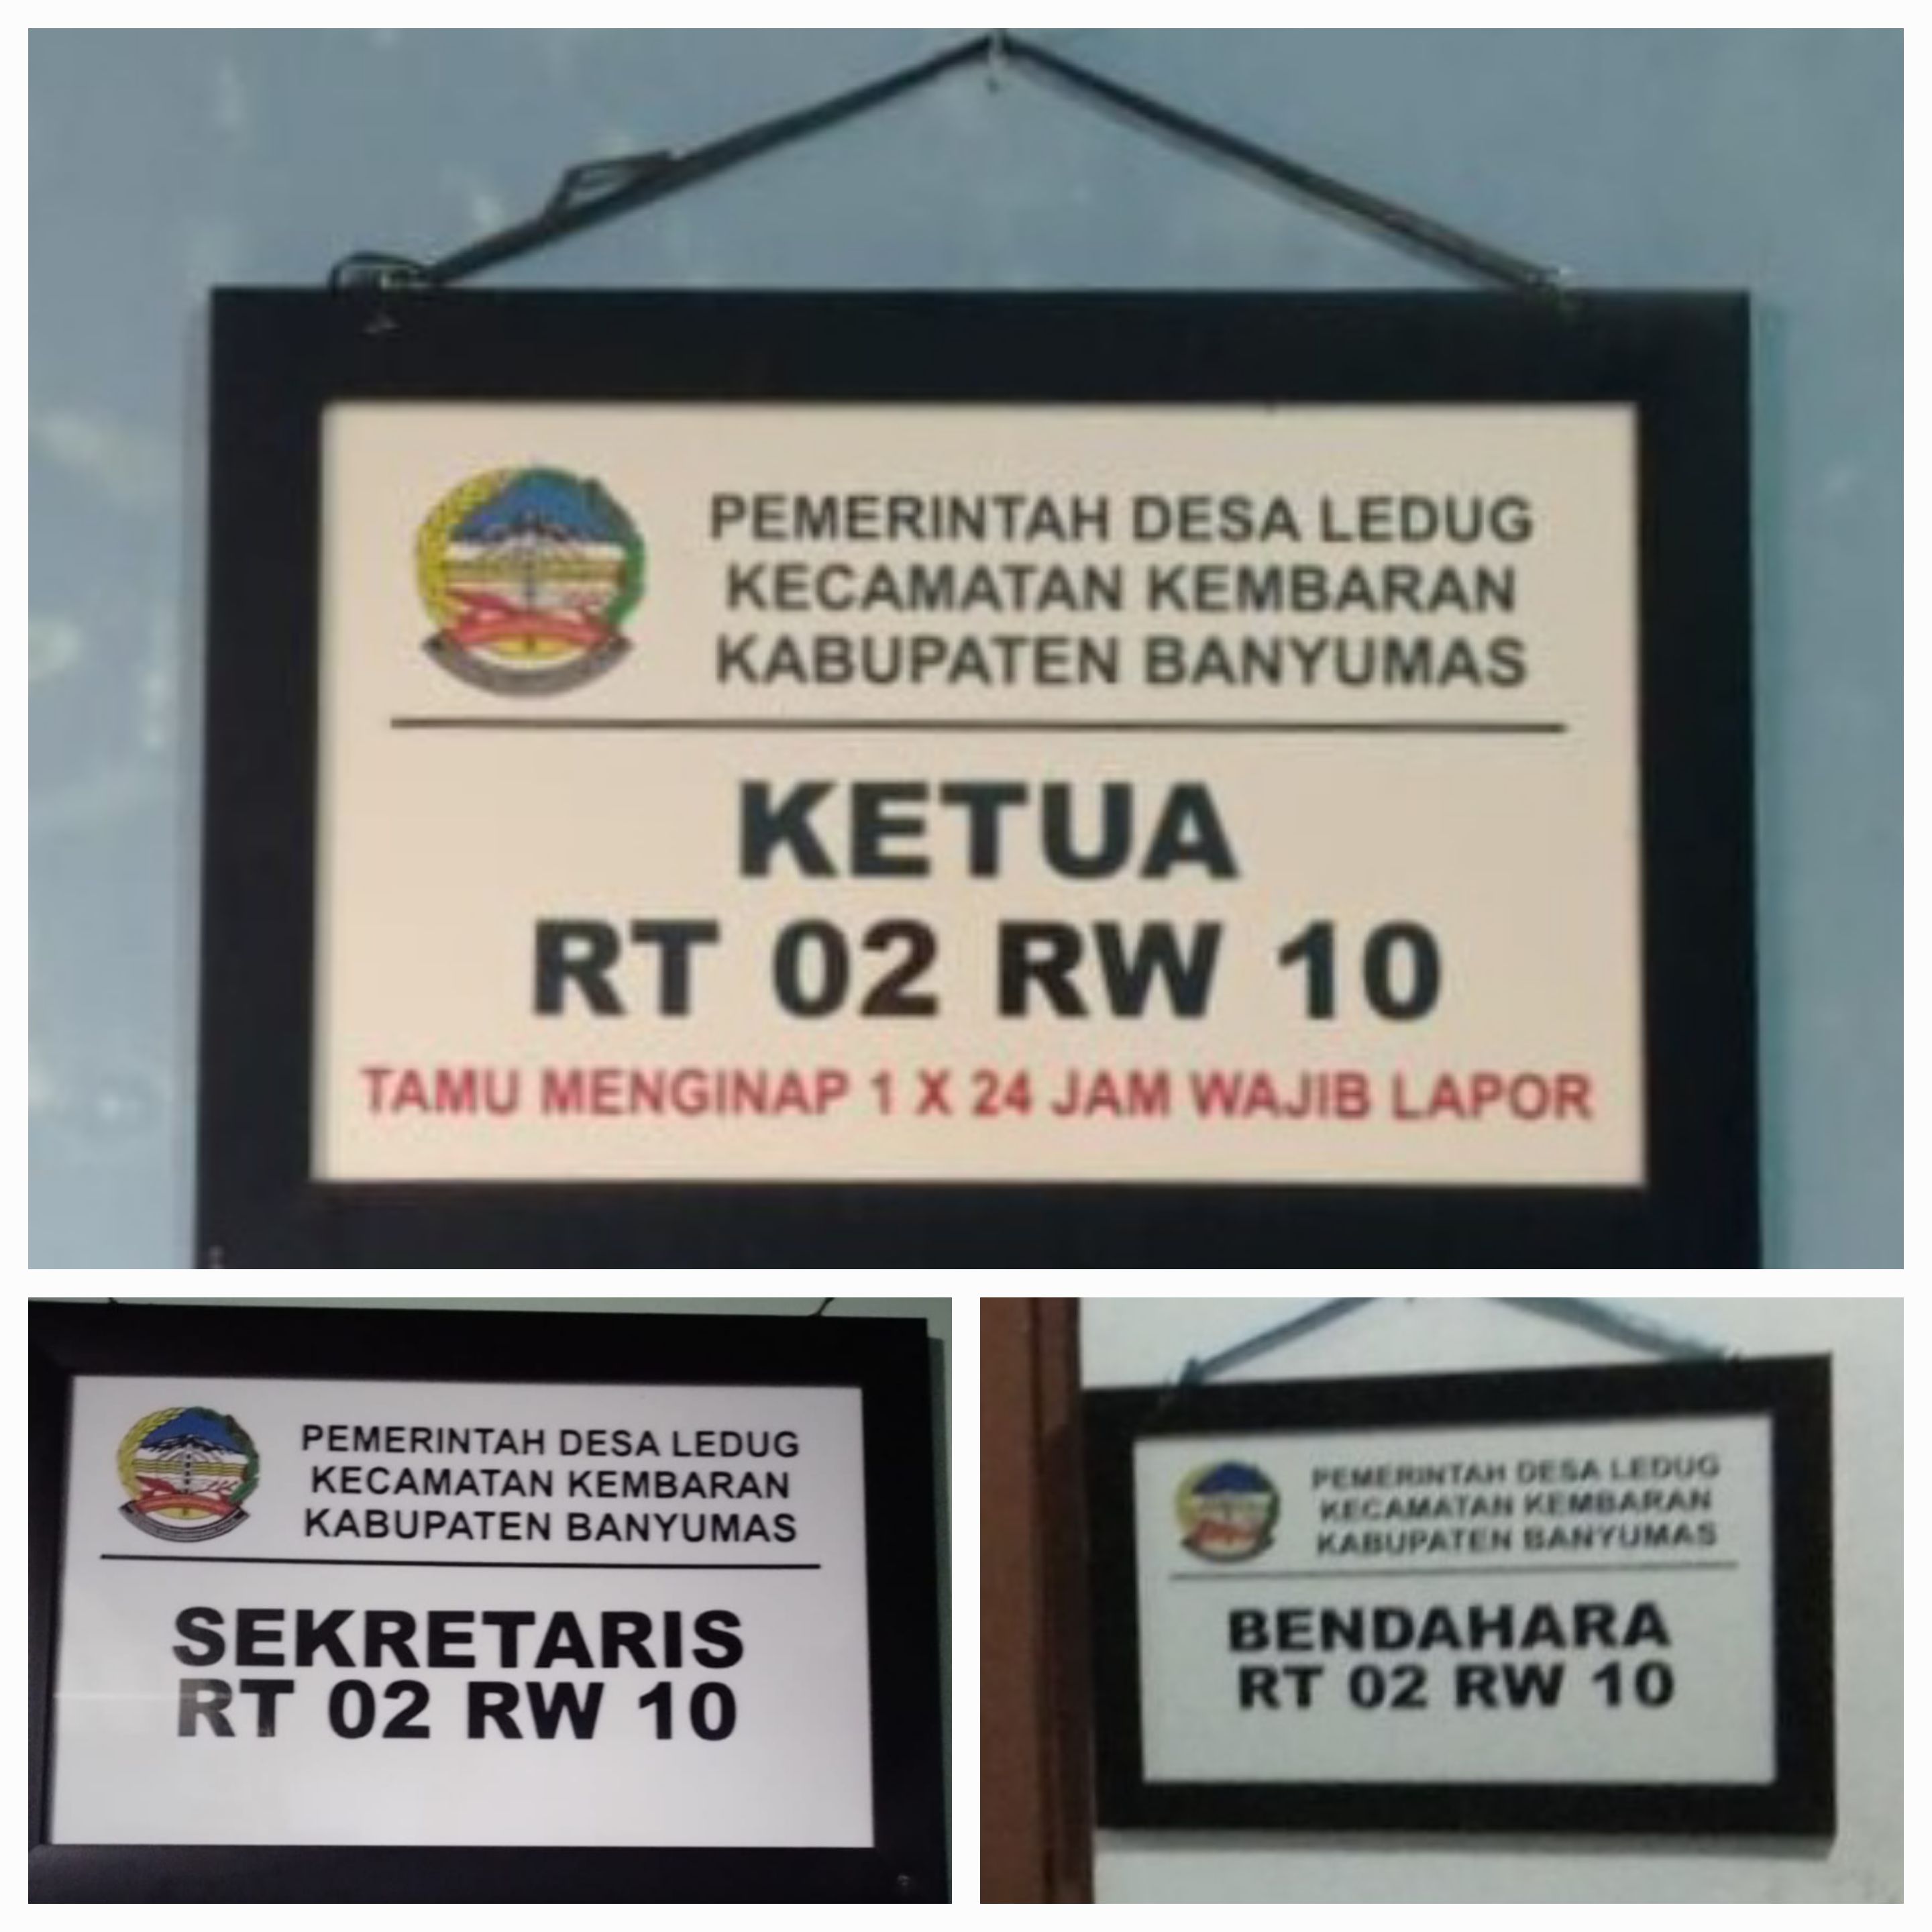 PEMERINTAH DESA LEDUG
KECAMATAN KEMBARAN
KABUPATEN BANYUMAS
KETUA
RT 02 RW 10
TAMU MENGINAP 1 X 24 JAM WAJIB LAPOR
PEMERINTAH DESA LEDUG
KECAMATAN KEMBARAN
KABUPATEN BANYUMAS
SEKRETARIS
RT 02 RW 10
PEMERINTAH DESA LEDUG
KECAMATAN KEMBARAN
KABUPATEN BANYUMAS
BENDAHARA
RT 02 RW 10